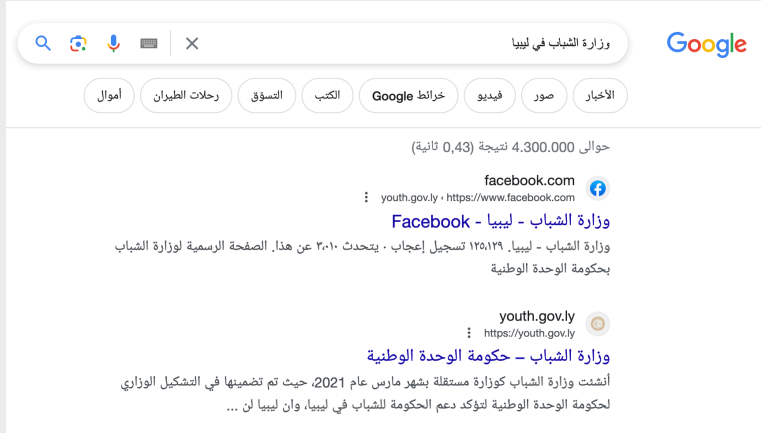 Google
وزارة الشباب في ليبيا
الأخبار
صور
فيديو
خرائط Google
الكتب
التسوّق
رحلات الطيران
أموال
حوالى 4.300.000 نتيجة (0,43 ثانية)
facebook.com
youth.gov.ly › https://www.facebook.com
وزارة الشباب - ليبيا - Facebook
وزارة الشباب - ليبيا. ١٢٥٬١٢٩ تسجيل إعجاب · يتحدث ٣٬٠١٠ عن هذا. الصفحة الرسمية لوزارة الشباب
بحكومة الوحدة الوطنية
youth.gov.ly
https://youth.gov.ly
وزارة الشباب – حكومة الوحدة الوطنية
أنشئت وزارة الشباب كوزارة مستقلة بشهر مارس عام 2021، حيث تم تضمينها في التشكيل الوزاري
لحكومة الوحدة الوطنية لتؤكد دعم الحكومة للشباب في ليبيا، وان ليبيا لن ...